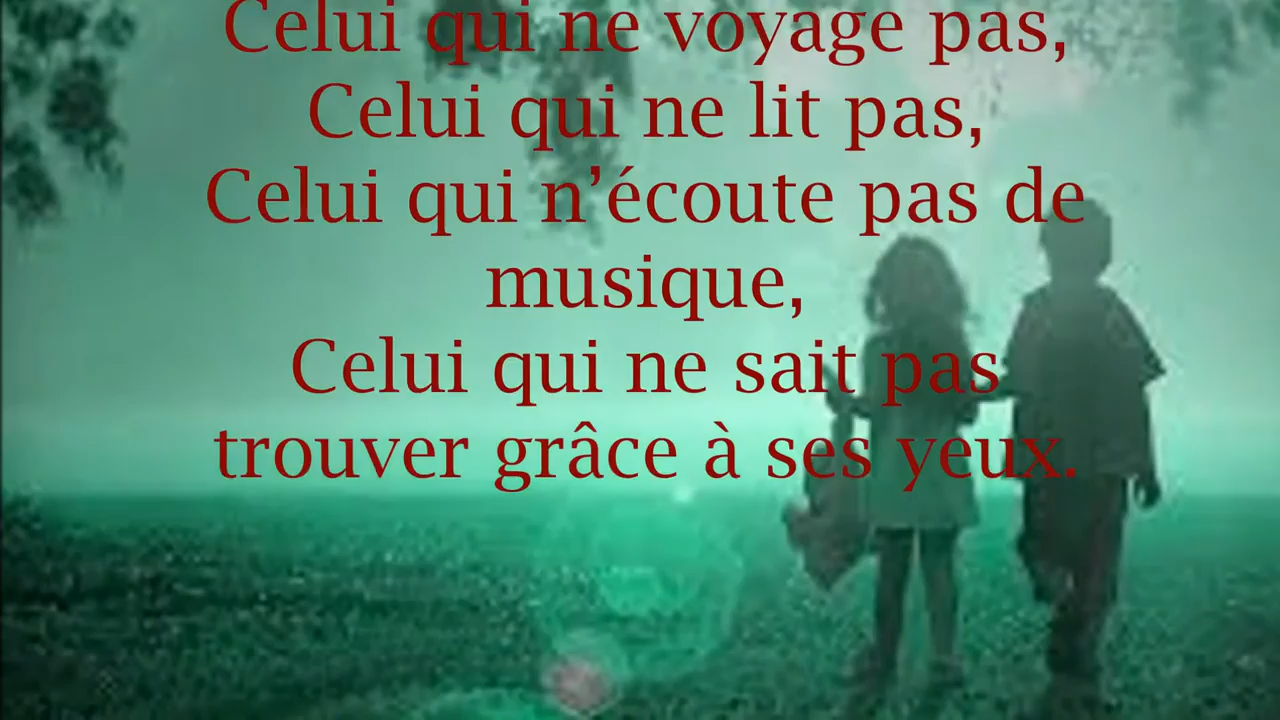 Celui qui ne voyage pas,
Celui qui ne lit pas,
Celui qui n’écoute pas de
musique,
Celui qui ne sait pas
trouver grâce à ses yeux.